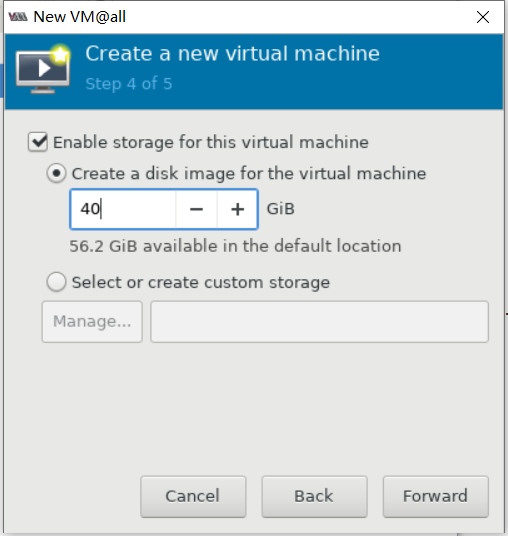 New VM@all
Create a new virtual machine
Step 4 of 5
Enable storage for this virtual machine
Create a disk image for the virtual machine
40 − + GiB
56.2 GiB available in the default location
Select or create custom storage
Manage...
Cancel Back Forward